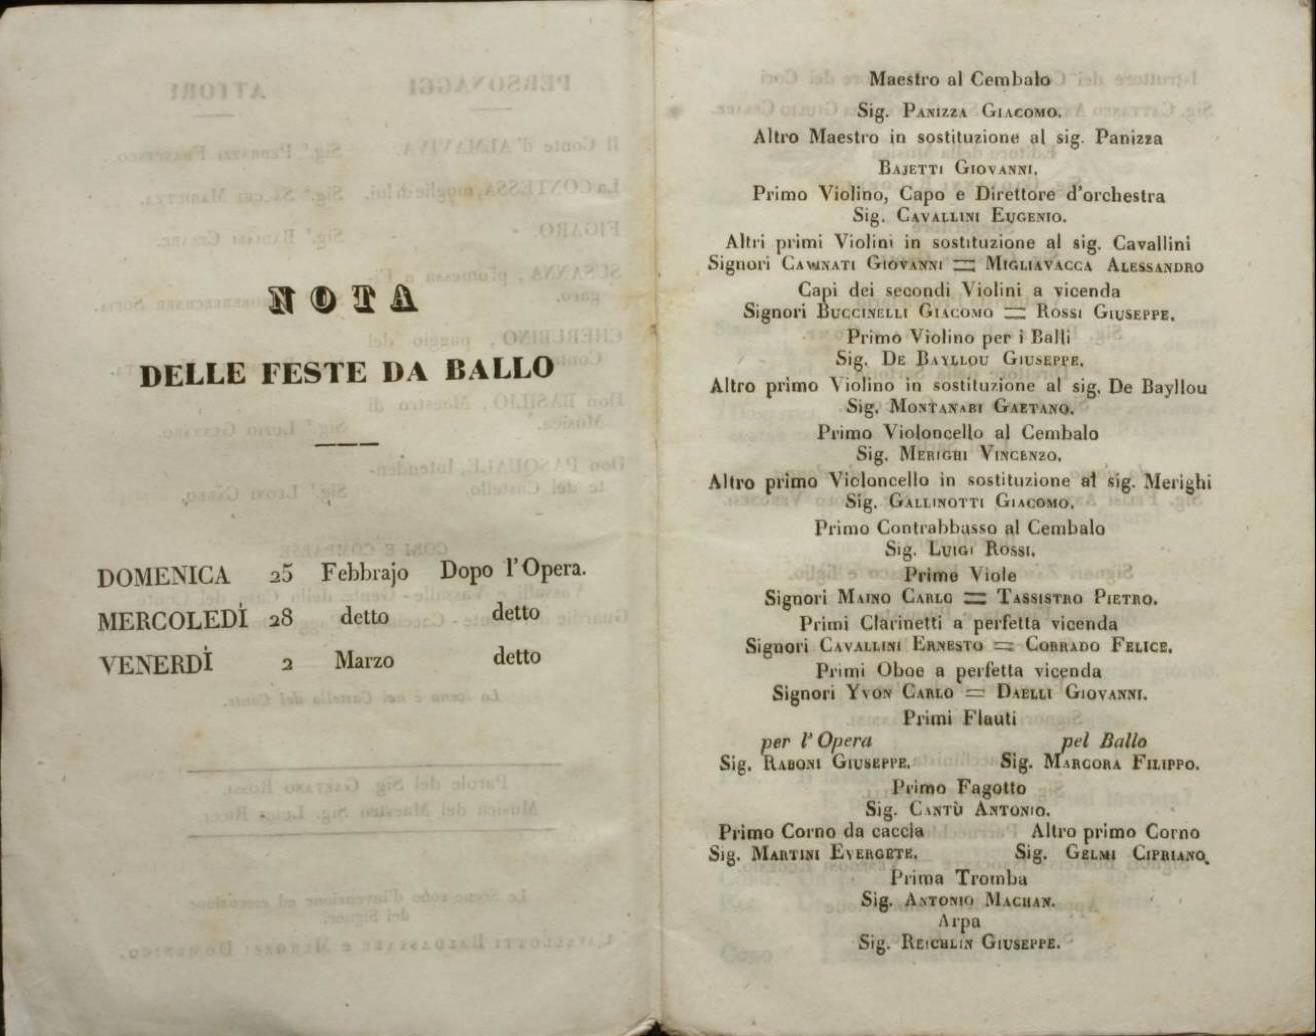 NOTA
DELLE FESTE DA BALLO
DOMENICA 25 Febbrajo Dopo l'Opera.
MERCOLEDÌ 28 detto detto
VENERDÌ 2 Marzo detto
Maestro al Cembalo
Sig. PANIZZA GIACOMO.
Altro Maestro in sostituzione al sig. Panizza
BAJETTI GIOVANNI.
Primo Violino, Capo e Direttore d'orchestra
Sig. CAVALLINI EUGENIO.
Altri primi Violini in sostituzione al sig. Cavallini
Signori CAVINATI GIOVANNI = MIGLIAVACCA ALESSANDRO
Capi dei secondi Violini a vicenda
Signori BUCCINELLI GIACOMO = ROSSI GIUSEPPE.
Primo Violino per i Balli
Sig. DE BAYLLOU GIUSEPPE.
Altro primo Violino in sostituzione al sig. De Bayllou
Sig. MONTANARI GAETANO.
Primo Violoncello al Cembalo
Sig. MERIGHI VINCENZO.
Altro primo Violoncello in sostituzione al sig. Merighi
Sig. GALLINOTTI GIACOMO.
Primo Contrabbasso al Cembalo
Sig. LUIGI ROSSI.
Prime Viole
Signori MAINO CARLO = TASSISTRO PIETRO.
Primi Clarinetti a perfetta vicenda
Signori CAVALLINI ERNESTO = CORRADO FELICE.
Primi Oboe a perfetta vicenda
Signori YVON CARLO = DAELLI GIOVANNI.
Primi Flauti
per l'Opera pel Ballo
Sig. RABONI GIUSEPPE. Sig. MARCORA FILIPPO.
Primo Fagotto
Sig. CANTÙ ANTONIO.
Primo Corno da caccia Altro primo Corno
Sig. MARTINI EVERGETE. Sig. GELMI CIPRIANO.
Prima Tromba
Sig. ANTONIO MACHAN.
Arpa
Sig. REICHLIN GIUSEPPE.